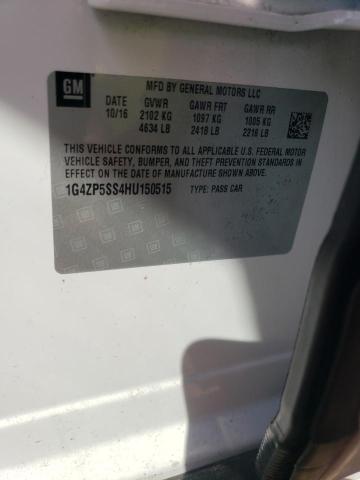 GM
MFD BY GENERAL MOTORS LLC
10/16 GVWR GAWR FRT GAWR RR
2102 KG 1097 KG 1005 KG
4634 LB 2418 LB 2216 LB
THIS VEHICLE CONFORMS TO ALL APPLICABLE U.S. FEDERAL MOTOR
VEHICLE SAFETY, BUMPER, AND THEFT PREVENTION STANDARDS
IN EFFECT ON THE DATE OF MANUFACTURE SHOWN ABOVE.
1G4ZP5SS4HU150515 TYPE: PASS CAR